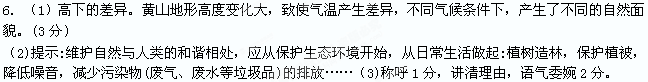 6. （1）高下的差异。黄山地形高度变化大，致使气温产生差异，不同气候条件下，产生了不同的自然面
貌。(3 分)
(2)提示:维护自然与人类的和谐相处，应从保护生态环境开始，从日常生活做起:植树造林，保护植被，
降低噪音，减少污染物(废气、废水等垃圾品)的排放……（3)称呼 1 分，讲清理由，语气委婉 2 分。